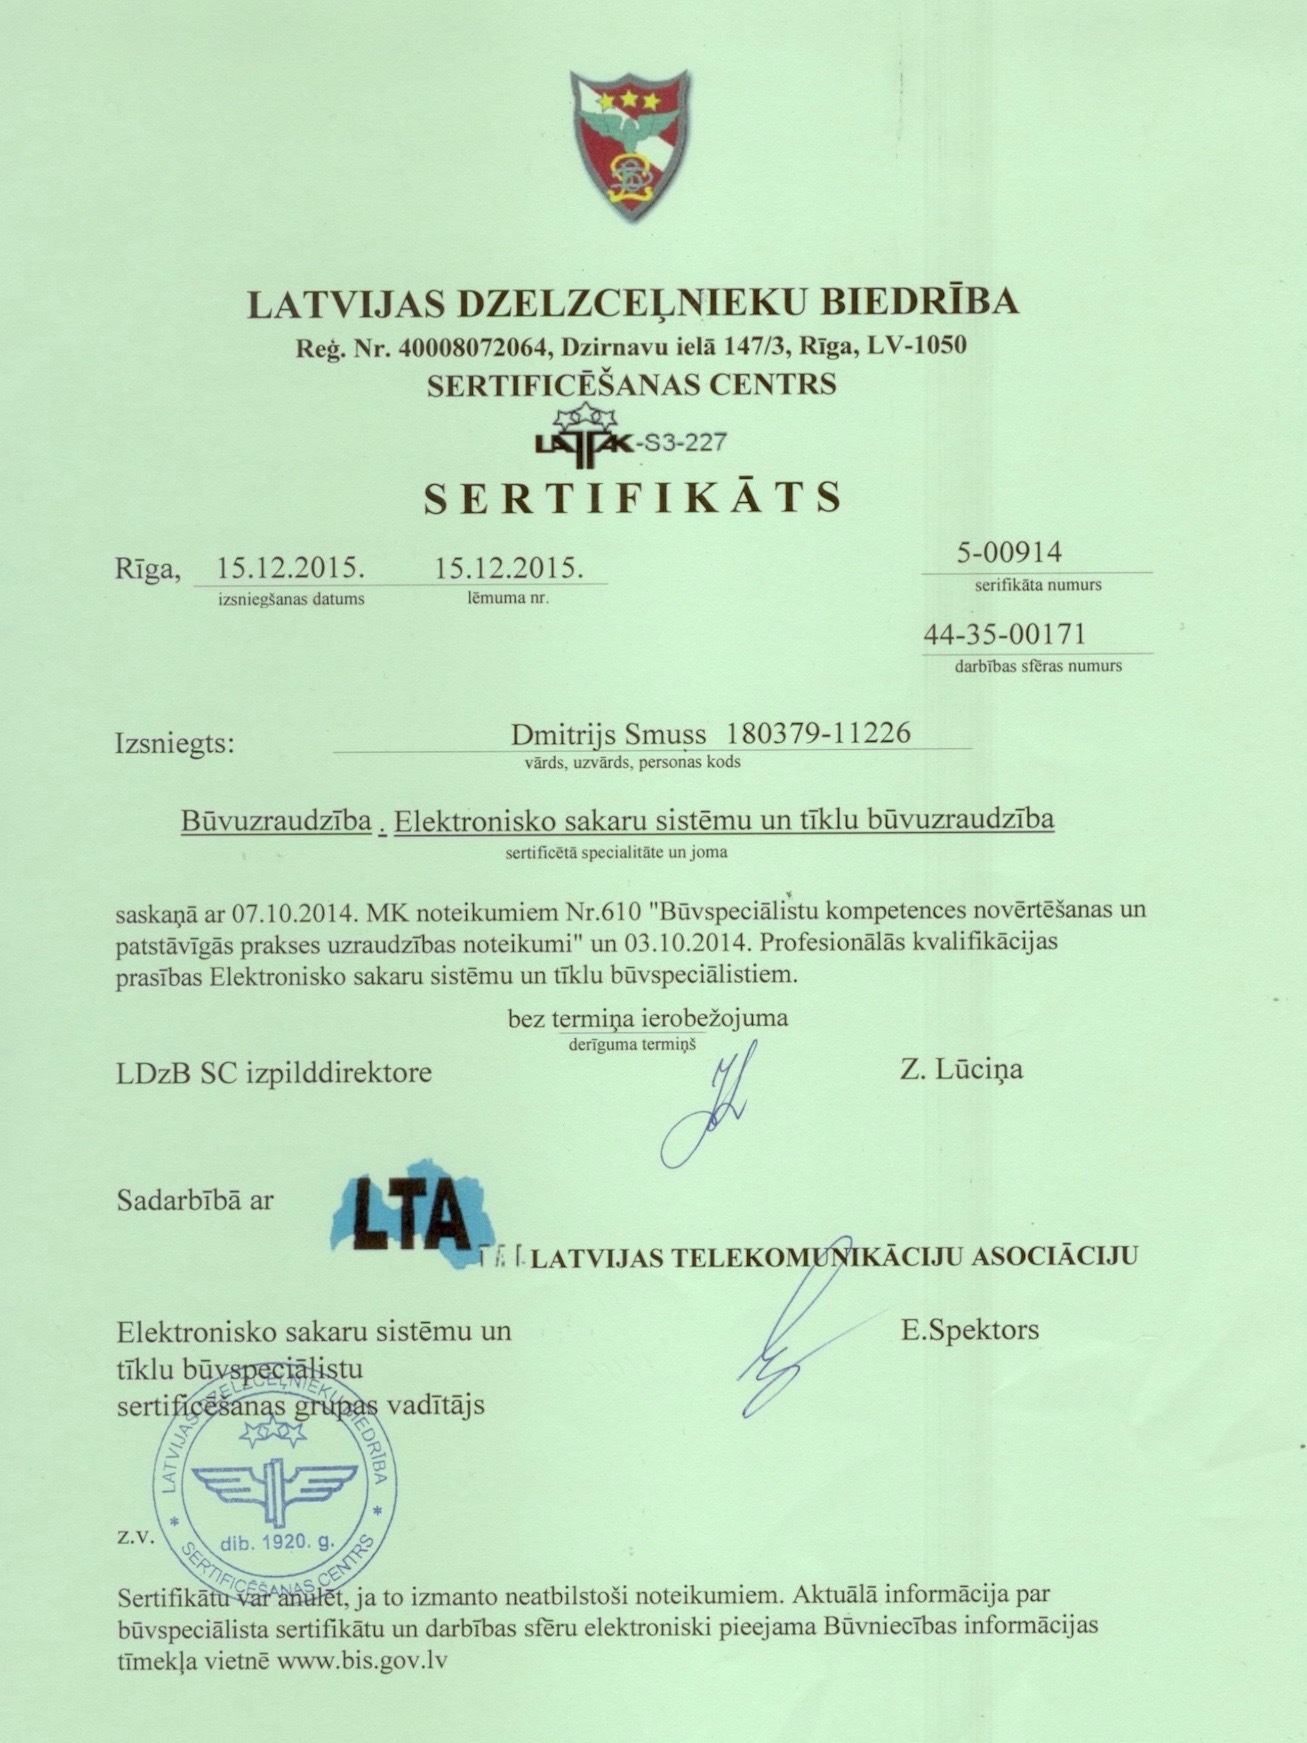 LATVIJAS DZELZCEĻNIEKU BIEDRĪBA
Reģ. Nr. 40008072064, Dzirnavu ielā 147/3, Rīga, LV-1050
SERTIFICĒŠANAS CENTRS
LATAK-S3-227
SERTIFIKĀTS
5-00914
Rīga, 15.12.2015. 15.12.2015.
serifikāta numurs
izsniegšanas datums lēmuma nr.
44-35-00171
darbības sfēras numurs
Izsniegts: Dmitrijs Smuss 180379-11226
vārds, uzvārds, personas kods
Būvuzraudzība . Elektronisko sakaru sistēmu un tīklu būvuzraudzība
sertificētā specialitāte un joma
saskaņā ar 07.10.2014. MK noteikumiem Nr.610 "Būvspeciālistu kompetences novērtēšanas un
patstāvīgās prakses uzraudzības noteikumi" un 03.10.2014. Profesionālās kvalifikācijas
prasības Elektronisko sakaru sistēmu un tīklu būvspeciālistiem.
bez termiņa ierobežojuma
derīguma termiņš
LDzB SC izpilddirektore Z. Lūciņa
Sadarbībā ar LTA
LATVIJAS TELEKOMUNIKĀCIJU ASOCIĀCIJU
Elektronisko sakaru sistēmu un E.Spektors
tīklu būvspeciālistu
sertificēšanas grupas vadītājs
LATVIJAS DZELZCEĻNIEKU BIEDRĪBA
dib. 1920. g.
* SERTIFICĒŠANAS CENTRS *
z.v.
Sertifikātu var anulēt, ja to izmanto neatbilstoši noteikumiem. Aktuālā informācija par
būvspeciālista sertifikātu un darbības sfēru elektroniski pieejama Būvniecības informācijas
tīmekļa vietnē www.bis.gov.lv